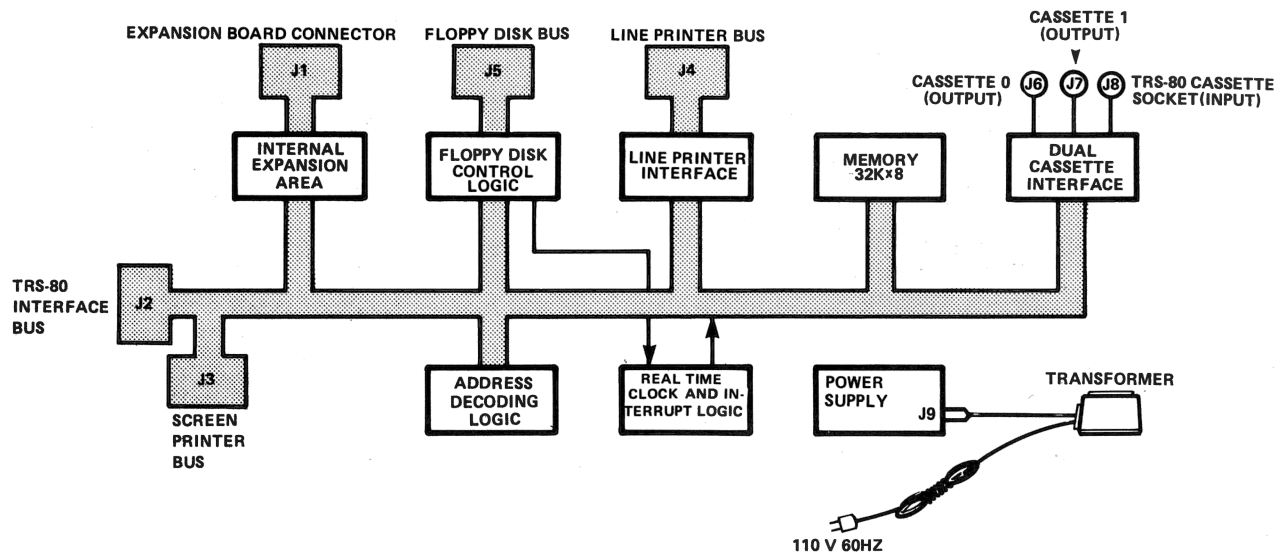 CASSETTE 1
(OUTPUT)
EXPANSION BOARD CONNECTOR
FLOPPY DISK BUS
LINE PRINTER BUS
J1
J5
J4
CASSETTE 0
(OUTPUT)
J6
J7
J8
TRS-80 CASSETTE
SOCKET(INPUT)
INTERNAL
EXPANSION
AREA
FLOPPY DISK
CONTROL
LOGIC
LINE PRINTER
INTERFACE
MEMORY
32K×8
DUAL
CASSETTE
INTERFACE
TRS-80
INTERFACE
BUS
J2
J3
SCREEN
PRINTER
BUS
ADDRESS
DECODING
LOGIC
REAL TIME
CLOCK AND IN-
TERRUPT LOGIC
POWER
SUPPLY
J9
TRANSFORMER
110 V 60HZ